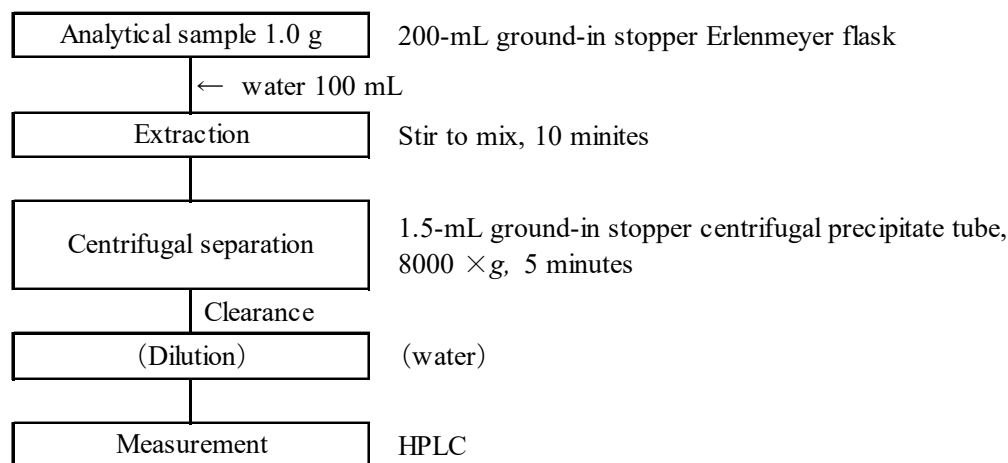 Analytical sample 1.0 g
200-mL ground-in stopper Erlenmeyer flask
← water 100 mL
Extraction
Stir to mix, 10 minites
Centrifugal separation
1.5-mL ground-in stopper centrifugal precipitate tube,
8000 ×g, 5 minutes
Clearance
（Dilution）
（water）
Measurement
HPLC